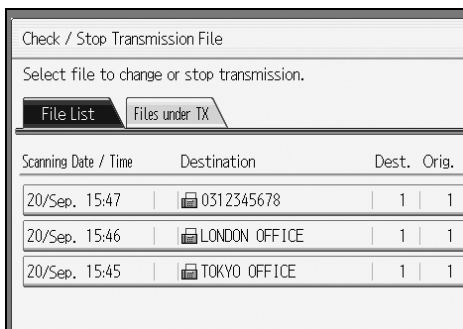 Check / Stop Transmission File
Select file to change or stop transmission.
File List Files under TX
Scanning Date / Time Destination Dest. Orig.
20/Sep. 15:47 0312345678 1 1
20/Sep. 15:46 LONDON OFFICE 1 1
20/Sep. 15:45 TOKYO OFFICE 1 1